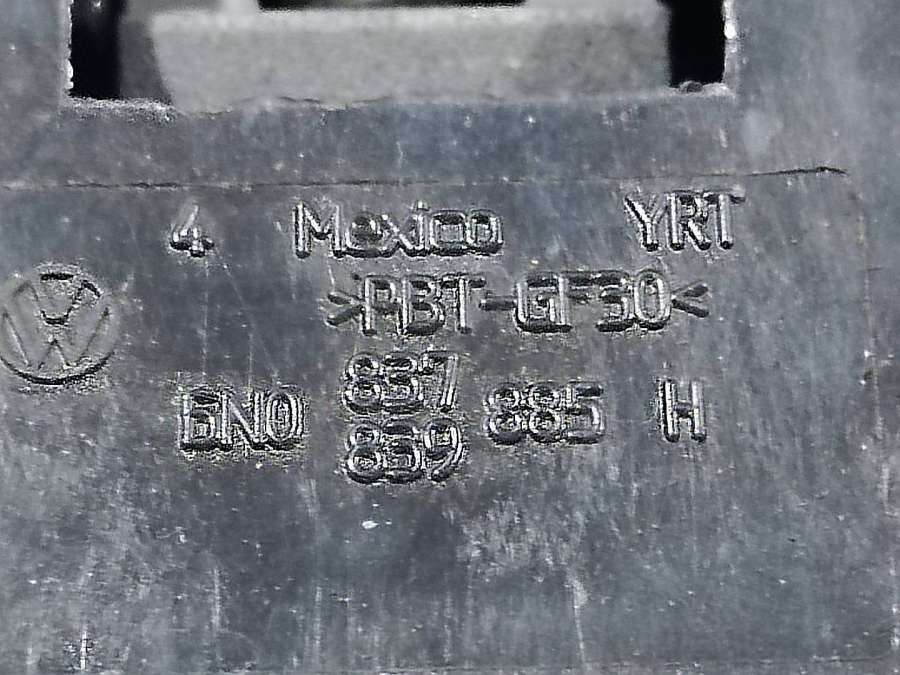 4 Mexico YRT
>PBT-GF30<
837
6N0 885 H
839